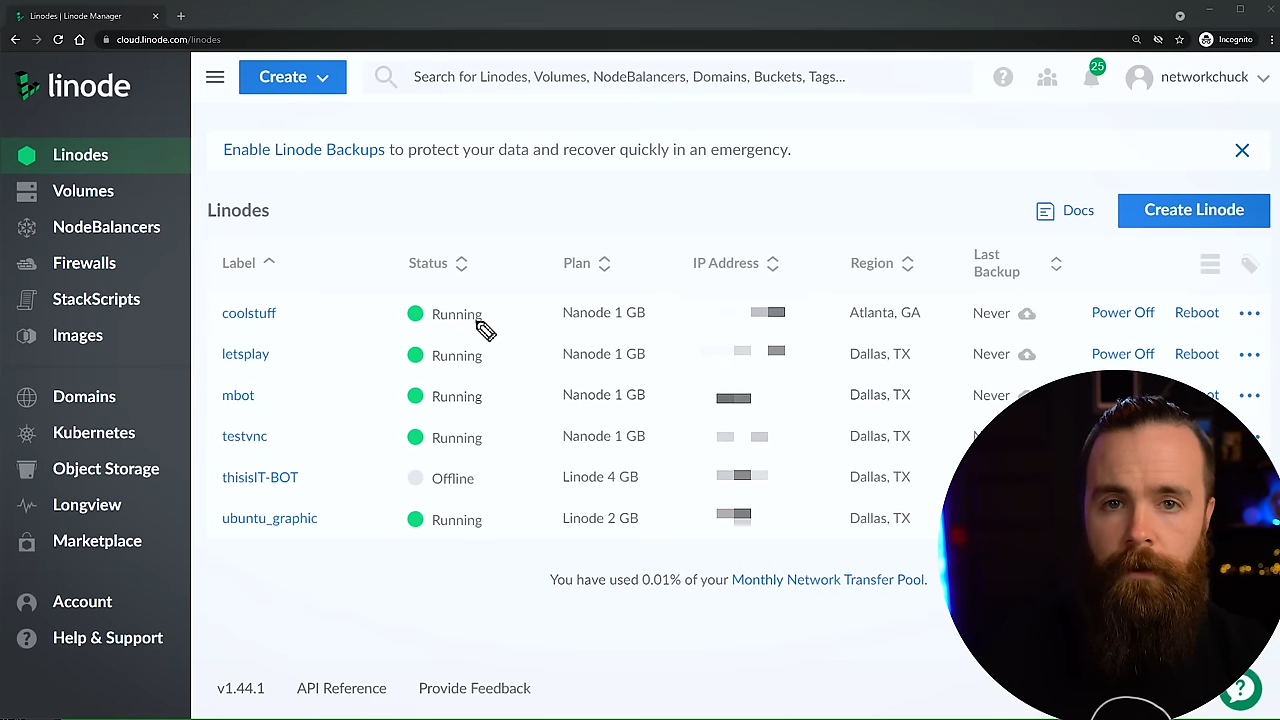 Linodes | Linode Manager
cloud.linode.com/linodes
Incognito
linode
Create
Search for Linodes, Volumes, NodeBalancers, Domains, Buckets, Tags...
25
networkchuck
Linodes
Volumes
NodeBalancers
Firewalls
StackScripts
Images
Domains
Kubernetes
Object Storage
Longview
Marketplace
Account
Help & Support
Enable Linode Backups to protect your data and recover quickly in an emergency.
Linodes
Docs
Create Linode
Label Status Plan IP Address Region Last Backup
coolstuff Running Nanode 1 GB Atlanta, GA Never Power Off Reboot
letsplay Running Nanode 1 GB Dallas, TX Never Power Off Reboot
mbot Running Nanode 1 GB Dallas, TX Never
testvnc Running Nanode 1 GB Dallas, TX
thisisIT-BOT Offline Linode 4 GB Dallas, TX
ubuntu_graphic Running Linode 2 GB Dallas, TX
You have used 0.01% of your Monthly Network Transfer Pool.
v1.44.1 API Reference Provide Feedback